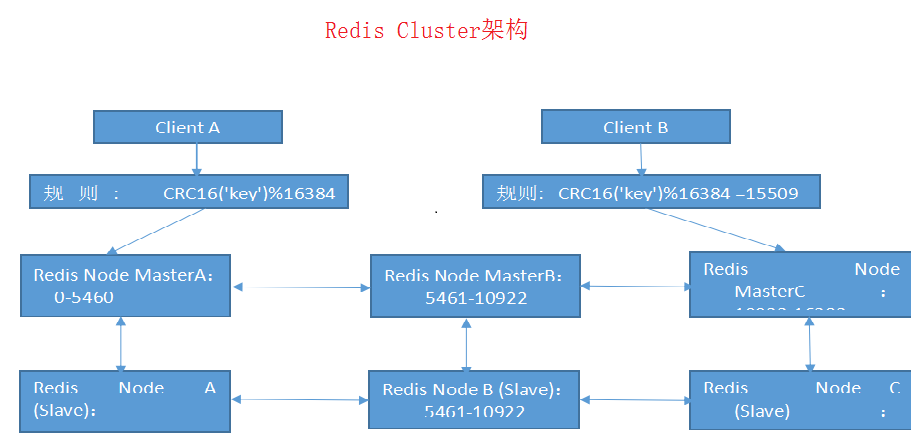 Redis Cluster架构
Client A
Client B
规则： CRC16('key')%16384
规则： CRC16('key')%16384 –15509
Redis Node MasterA：
0-5460
Redis Node MasterB：
5461-10922
Redis Node
MasterC ：
Redis Node A
(Slave)：
Redis Node B (Slave)：
5461-10922
Redis Node C
(Slave) ：